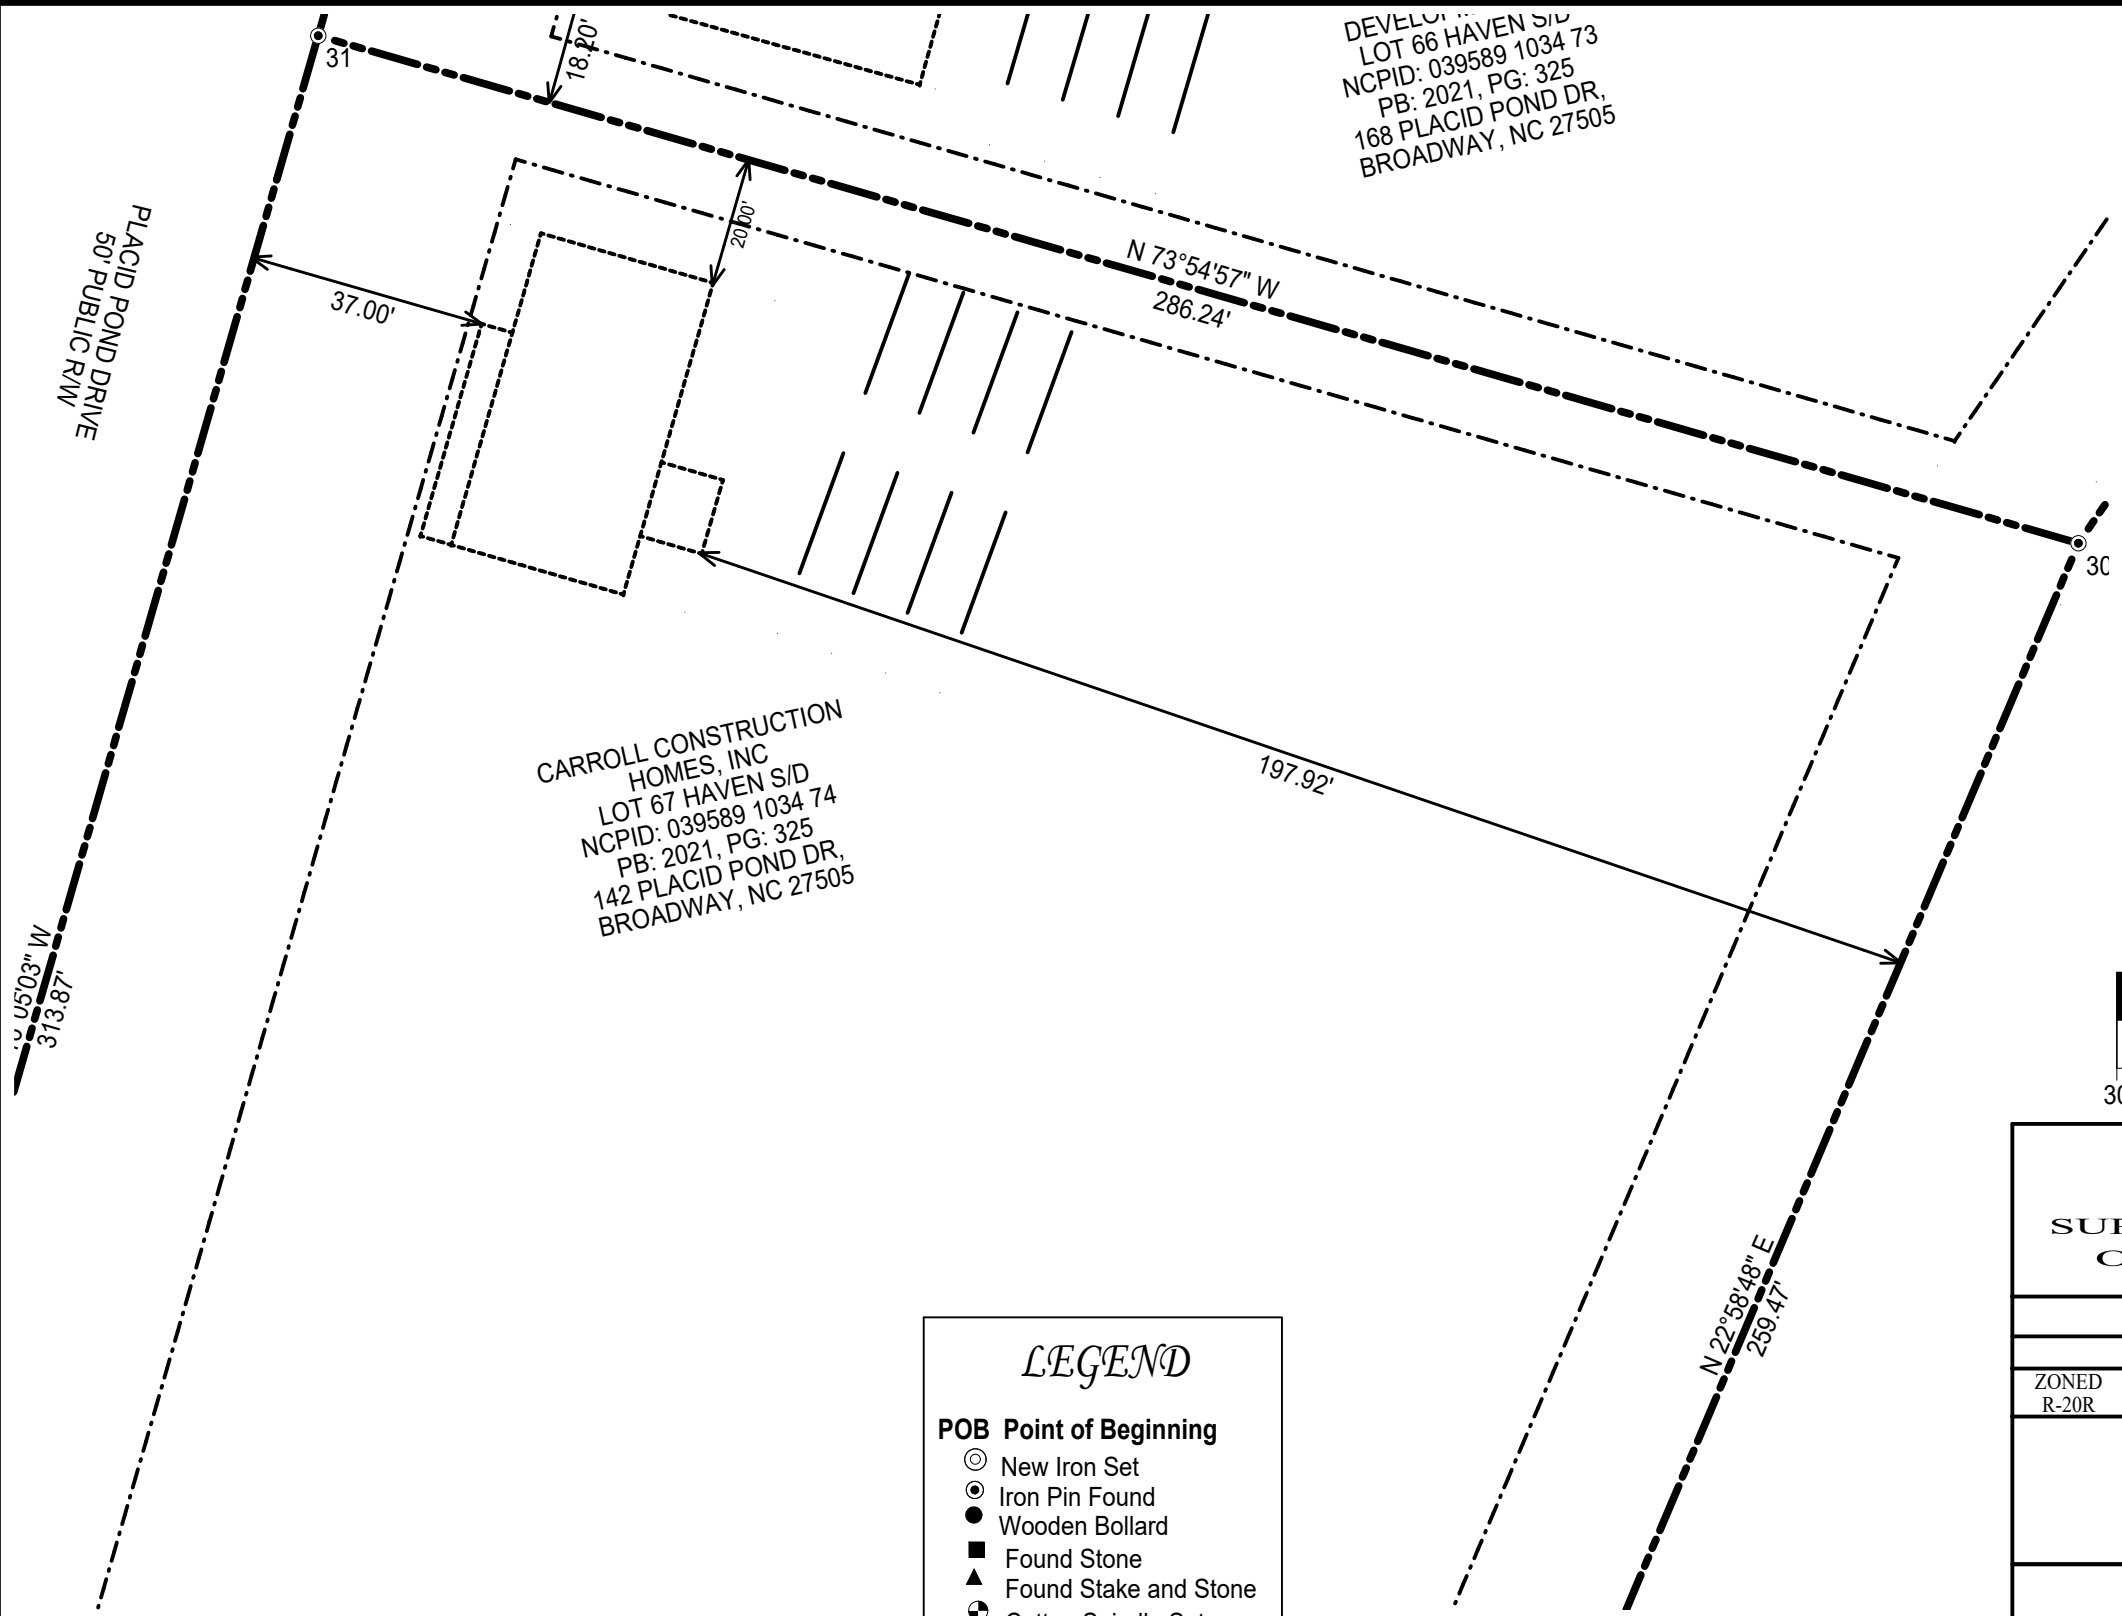 31
18.20'
LOT 66 HAVEN S/D
NCPID: 039589 1034 73
PB: 2021, PG: 325
168 PLACID POND DR,
BROADWAY, NC 27505
PLACID POND DRIVE
50' PUBLIC R/W
37.00'
20.00'
N 73°54'57" W
286.24'
30
197.92'
CARROLL CONSTRUCTION
HOMES, INC
LOT 67 HAVEN S/D
NCPID: 039589 1034 74
PB: 2021, PG: 325
142 PLACID POND DR,
BROADWAY, NC 27505
05'03" W
313.87'
N 22°58'48" E
259.47'
30
ZONED
R-20R
LEGEND
POB Point of Beginning
New Iron Set
Iron Pin Found
Wooden Bollard
Found Stone
Found Stake and Stone